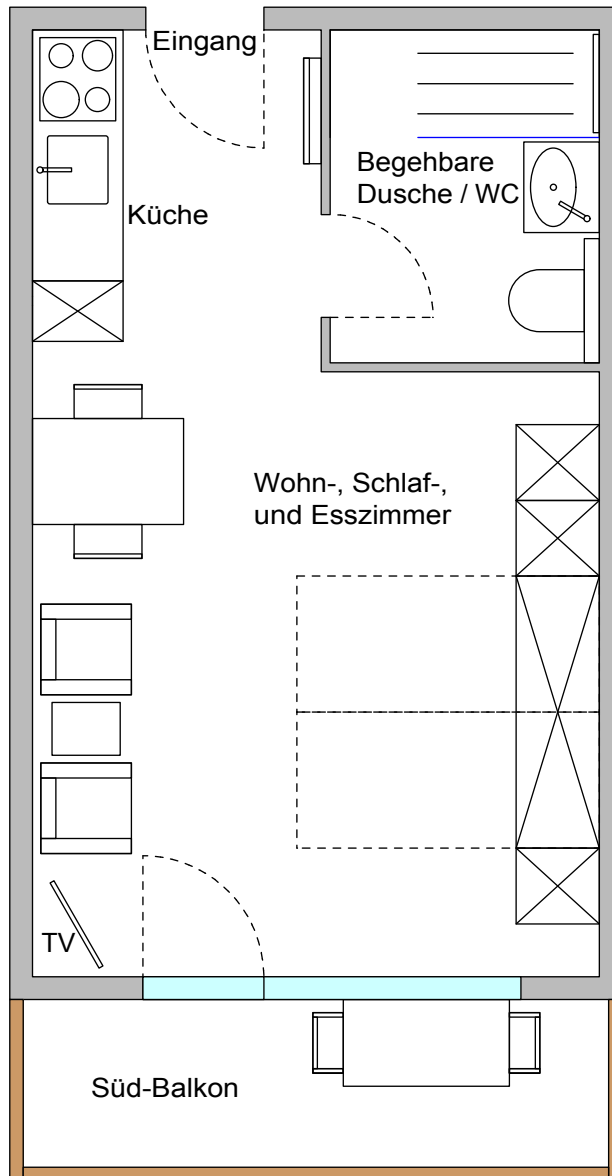 Eingang
Begehbare
Dusche / WC
Küche
Wohn-, Schlaf-,
und Esszimmer
TV
Süd-Balkon